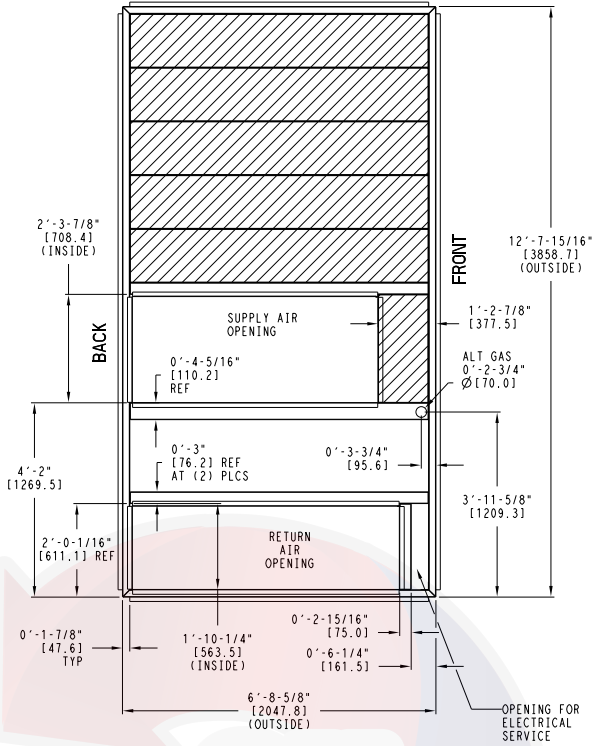 2'-3-7/8"
[708.4]
(INSIDE)
BACK
FRONT
12'-7-15/16"
[3858.7]
(OUTSIDE)
SUPPLY AIR
OPENING
1'-2-7/8"
[377.5]
0'-4-5/16"
[110.2]
REF
ALT GAS
0'-2-3/4"
Ø[70.0]
4'-2"
[1269.5]
0'-3"
[76.2] REF
AT (2) PLCS
0'-3-3/4"
[95.6]
3'-11-5/8"
[1209.3]
2'-0-1/16"
[611.1] REF
RETURN
AIR
OPENING
0'-1-7/8"
[47.6]
TYP
1'-10-1/4"
[563.5]
(INSIDE)
0'-2-15/16"
[75.0]
0'-6-1/4"
[161.5]
6'-8-5/8"
[2047.8]
(OUTSIDE)
OPENING FOR
ELECTRICAL
SERVICE